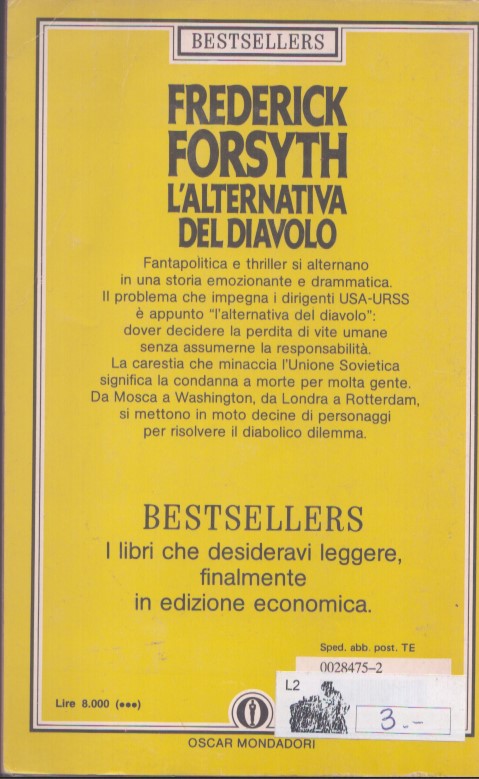 BESTSELLERS
FREDERICK
FORSYTH
L'ALTERNATIVA
DEL DIAVOLO
Fantapolitica e thriller si alternano
in una storia emozionante e drammatica.
Il problema che impegna i dirigenti USA-URSS
è appunto "l'alternativa del diavolo":
dover decidere la perdita di vite umane
senza assumerne la responsabilità.
La carestia che minaccia l'Unione Sovietica
significa la condanna a morte per molta gente.
Da Mosca a Washington, da Londra a Rotterdam,
si mettono in moto decine di personaggi
per risolvere il diabolico dilemma.
BESTSELLERS
I libri che desideravi leggere,
finalmente
in edizione economica.
Sped. abb. post. TE
0028475-2
L2
3.-
Lire 8.000 (•••)
OSCAR MONDADORI